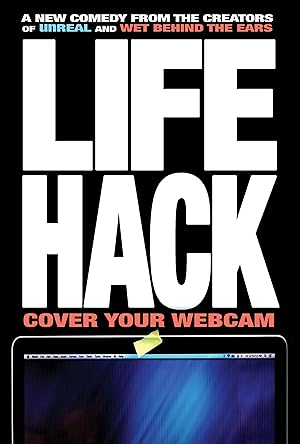 A NEW COMEDY FROM THE CREATORS
OF UNREAL AND WET BEHIND THE EARS
LIFE
HACK
COVER YOUR WEBCAM